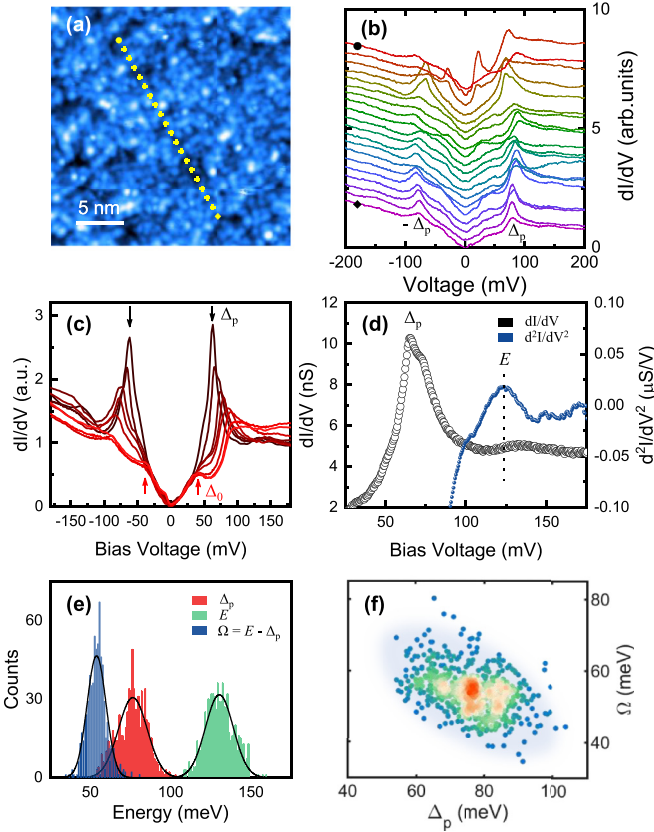 (a)
5 nm
(b)
10
5
0
dI/dV (arb.units)
- Δp
Δp
-200 -100 0 100 200
Voltage (mV)
(c)
Δp
Δ0
3
2
1
0
dI/dV (a.u.)
-150 -100 -50 0 50 100 150
Bias Voltage (mV)
(d)
Δp
dI/dV
d²I/dV²
E
12
10
8
6
4
2
dI/dV (nS)
0.10
0.05
0.00
-0.05
-0.10
d²I/dV² (µS/V)
50 100 150
Bias Voltage (mV)
(e)
Δp
E
Ω = E - Δp
60
30
0
Counts
50 100 150
Energy (meV)
(f)
80
60
40
Ω (meV)
40 60 80 100
Δp (meV)